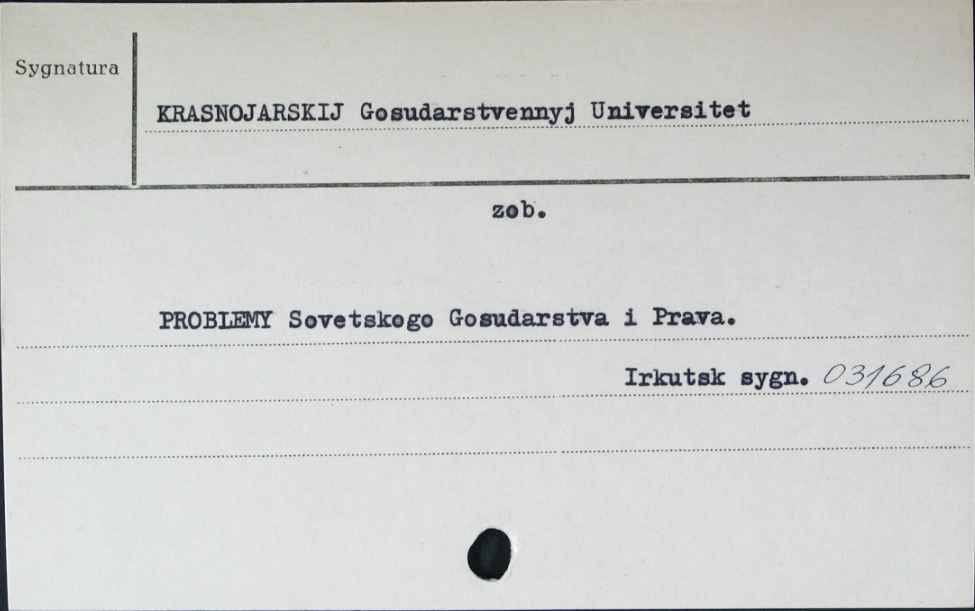 Sygnatura
KRASNOJARSKIJ Gosudarstvennyj Universitet
zob.
PROBLEMY Sovetskogo Gosudarstva i Prava.
Irkutsk sygn. 031686